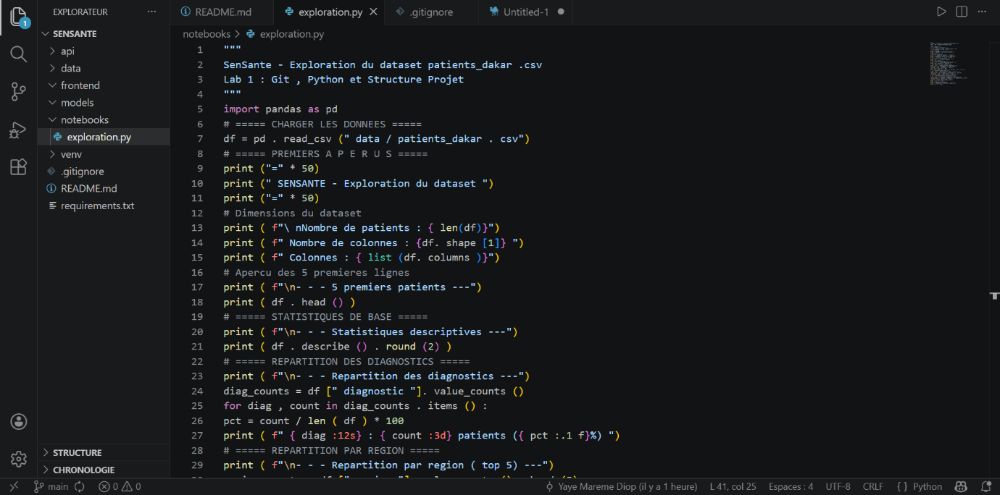 EXPLORATEUR
README.md
exploration.py
.gitignore
Untitled-1
1
SENSANTE
notebooks > exploration.py
api
data
frontend
models
notebooks
exploration.py
venv
.gitignore
README.md
requirements.txt
1 """
2 SenSante - Exploration du dataset patients_dakar .csv
3 Lab 1 : Git , Python et Structure Projet
4 """
5 import pandas as pd
6 # ===== CHARGER LES DONNEES =====
7 df = pd . read_csv (" data / patients_dakar . csv")
8 # ===== PREMIERS A P E R U S =====
9 print ("=" * 50)
10 print (" SENSANTE - Exploration du dataset ")
11 print ("=" * 50)
12 # Dimensions du dataset
13 print ( f"\ nNombre de patients : { len(df)}")
14 print ( f" Nombre de colonnes : {df. shape [1]} ")
15 print ( f" Colonnes : { list (df. columns )}")
16 # Apercu des 5 premieres lignes
17 print ( f"\n- - - 5 premiers patients ---")
18 print ( df . head () )
19 # ===== STATISTIQUES DE BASE =====
20 print ( f"\n- - - Statistiques descriptives ---")
21 print ( df . describe () . round (2) )
22 # ===== REPARTITION DES DIAGNOSTICS =====
23 print ( f"\n- - - Repartition des diagnostics ---")
24 diag_counts = df [" diagnostic "]. value_counts ()
25 for diag , count in diag_counts . items () :
26 pct = count / len ( df ) * 100
27 print ( f" { diag :12s} : { count :3d} patients ({ pct :.1 f}%) ")
28 # ===== REPARTITION PAR REGION =====
29 print ( f"\n- - - Repartition par region ( top 5) ---")
STRUCTURE
CHRONOLOGIE
main
0
0
Yaye Mareme Diop (il y a 1 heure)
L 41, col 25
Espaces : 4
UTF-8
CRLF
{ } Python